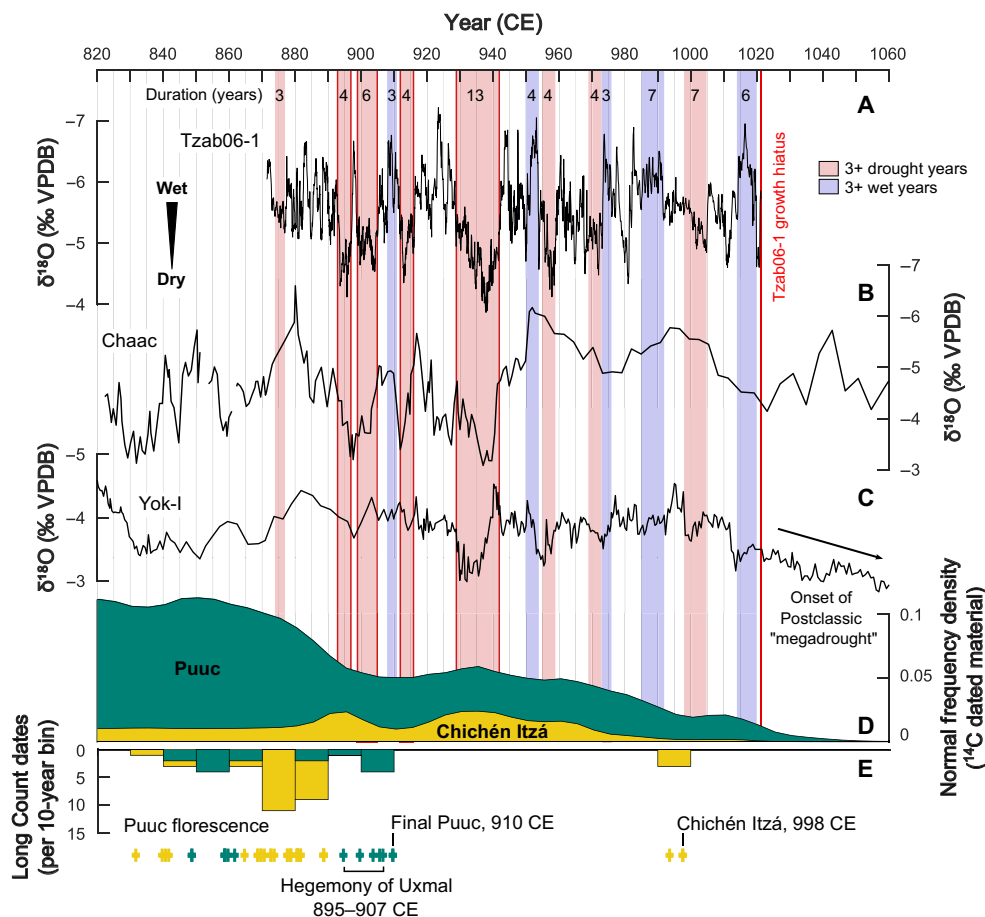 Year (CE)
820 840 860 880 900 920 940 960 980 1000 1020 1040 1060
Duration (years) 3 4 6 3 4 13 4 4 4 3 7 7 6
A
Tzab06-1
–7
–6
–5
–4
δ¹⁸O (‰ VPDB)
Wet
Dry
3+ drought years
3+ wet years
Tzab06-1 growth hiatus
B
Chaac
–7
–6
–5
–4
–3
δ¹⁸O (‰ VPDB)
C
Yok-I
–5
–4
–3
δ¹⁸O (‰ VPDB)
Onset of
Postclassic
"megadrought"
Puuc
Chichén Itzá
D
0.1
0.05
0
Normal frequency density
(¹⁴C dated material)
E
0
5
10
15
Long Count dates
(per 10-year bin)
Puuc florescence
Final Puuc, 910 CE
Chichén Itzá, 998 CE
Hegemony of Uxmal
895–907 CE